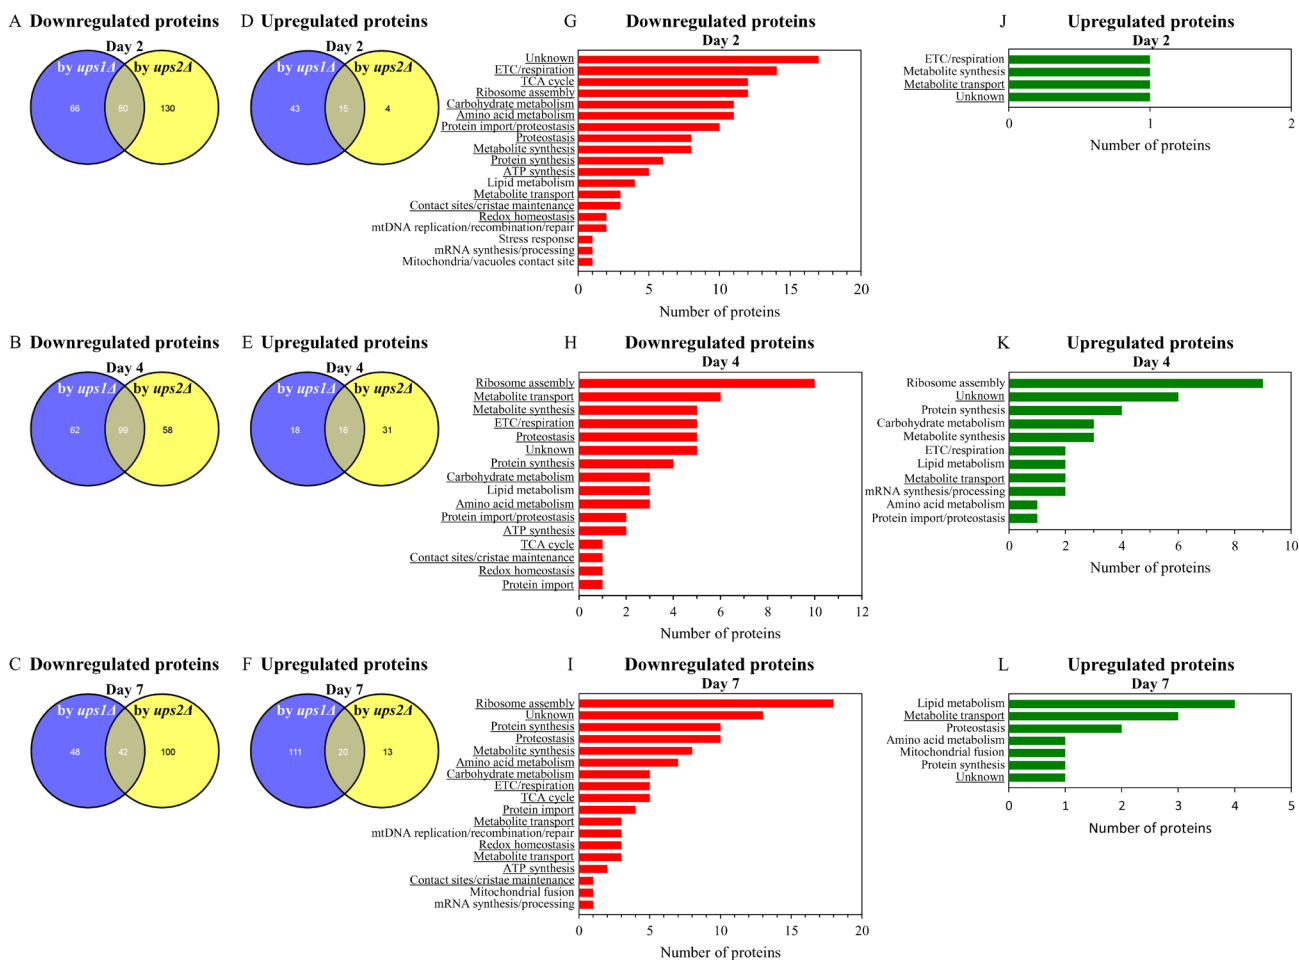 A Downregulated proteins
Day 2
by ups1Δ by ups2Δ
66 80 130
D Upregulated proteins
Day 2
by ups1Δ by ups2Δ
43 15 4
G Downregulated proteins
Day 2
Unknown
ETC/respiration
TCA cycle
Ribosome assembly
Carbohydrate metabolism
Amino acid metabolism
Protein import/proteostasis
Proteostasis
Metabolite synthesis
Protein synthesis
ATP synthesis
Lipid metabolism
Metabolite transport
Contact sites/cristae maintenance
Redox homeostasis
mtDNA replication/recombination/repair
Stress response
mRNA synthesis/processing
Mitochondria/vacuoles contact site
0 5 10 15 20
Number of proteins
J Upregulated proteins
Day 2
ETC/respiration
Metabolite synthesis
Metabolite transport
Unknown
0 1 2
Number of proteins
B Downregulated proteins
Day 4
by ups1Δ by ups2Δ
62 99 58
E Upregulated proteins
Day 4
by ups1Δ by ups2Δ
18 16 31
H Downregulated proteins
Day 4
Ribosome assembly
Metabolite transport
Metabolite synthesis
ETC/respiration
Proteostasis
Unknown
Protein synthesis
Carbohydrate metabolism
Lipid metabolism
Amino acid metabolism
Protein import/proteostasis
ATP synthesis
TCA cycle
Contact sites/cristae maintenance
Redox homeostasis
Protein import
0 2 4 6 8 10 12
Number of proteins
K Upregulated proteins
Day 4
Ribosome assembly
Unknown
Protein synthesis
Carbohydrate metabolism
Metabolite synthesis
ETC/respiration
Lipid metabolism
Metabolite transport
mRNA synthesis/processing
Amino acid metabolism
Protein import/proteostasis
0 2 4 6 8 10
Number of proteins
C Downregulated proteins
Day 7
by ups1Δ by ups2Δ
48 42 100
F Upregulated proteins
Day 7
by ups1Δ by ups2Δ
111 20 13
I Downregulated proteins
Day 7
Ribosome assembly
Unknown
Protein synthesis
Proteostasis
Metabolite synthesis
Amino acid metabolism
Carbohydrate metabolism
ETC/respiration
TCA cycle
Protein import
Metabolite transport
mtDNA replication/recombination/repair
Redox homeostasis
Metabolite transport
ATP synthesis
Contact sites/cristae maintenance
Mitochondrial fusion
mRNA synthesis/processing
0 5 10 15 20
Number of proteins
L Upregulated proteins
Day 7
Lipid metabolism
Metabolite transport
Proteostasis
Amino acid metabolism
Mitochondrial fusion
Protein synthesis
Unknown
0 1 2 3 4 5
Number of proteins